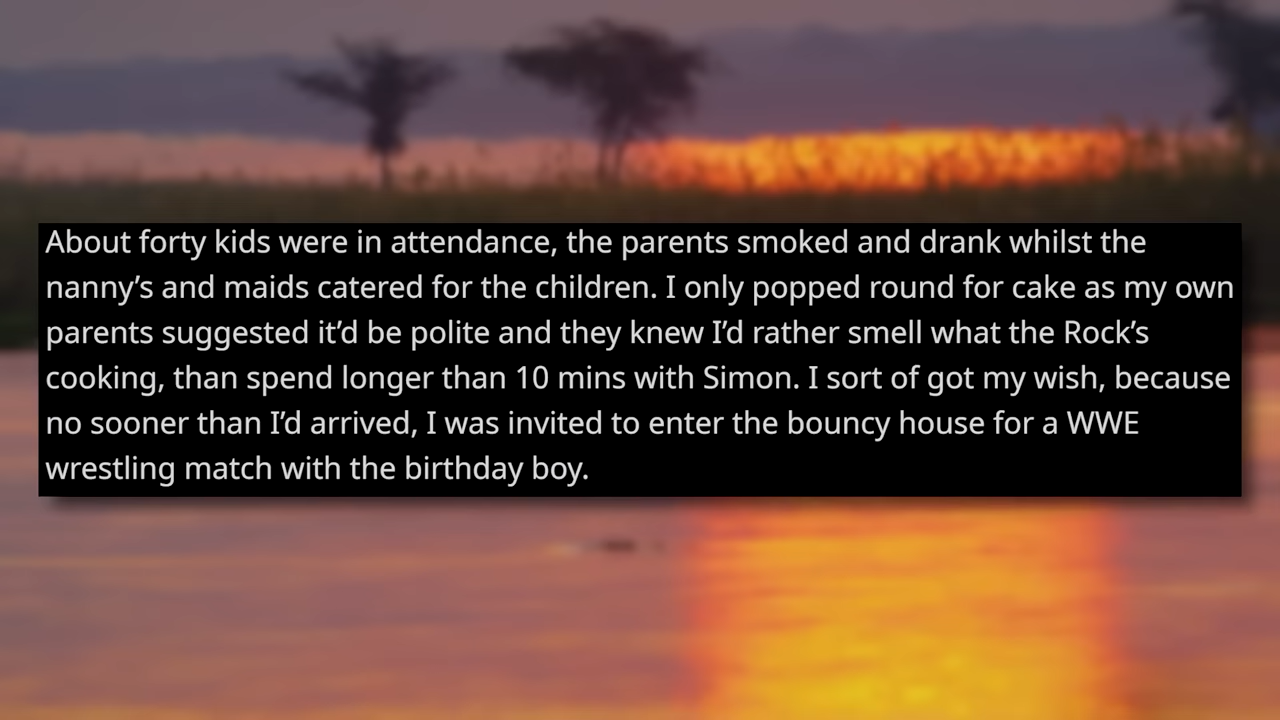 About forty kids were in attendance, the parents smoked and drank whilst the
nanny’s and maids catered for the children. I only popped round for cake as my own
parents suggested it’d be polite and they knew I’d rather smell what the Rock’s
cooking, than spend longer than 10 mins with Simon. I sort of got my wish, because
no sooner than I’d arrived, I was invited to enter the bouncy house for a WWE
wrestling match with the birthday boy.